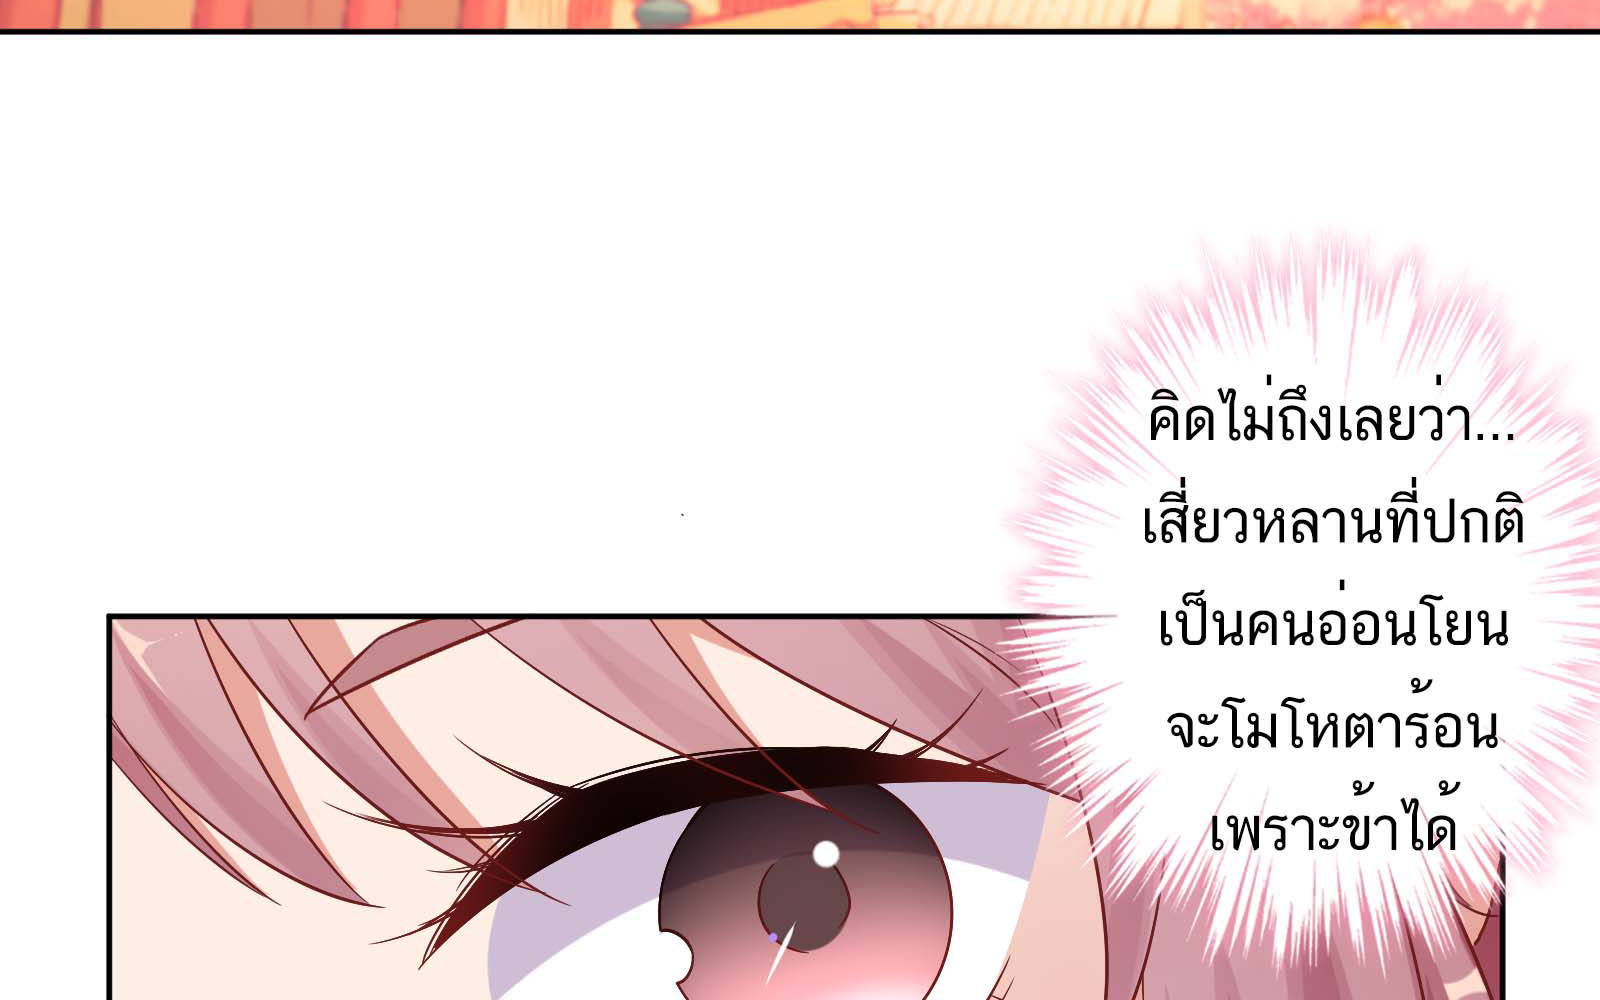 คิดไม่ถึงเลยว่า...
เสี่ยวหลานที่ปกติ
เป็นคนอ่อนโยน
จะโมโหตาร้อน
เพราะข้าได้